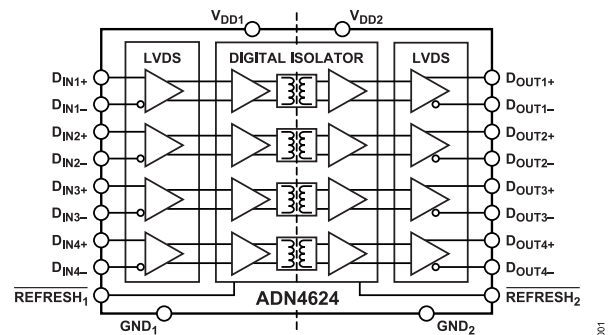 VDD1 VDD2
LVDS DIGITAL ISOLATOR LVDS
DIN1+ DOUT1+
DIN1– DOUT1–
DIN2+ DOUT2+
DIN2– DOUT2–
DIN3+ DOUT3+
DIN3– DOUT3–
DIN4+ DOUT4+
DIN4– DOUT4–
REFRESH1 ADN4624 REFRESH2
GND1 GND2
001